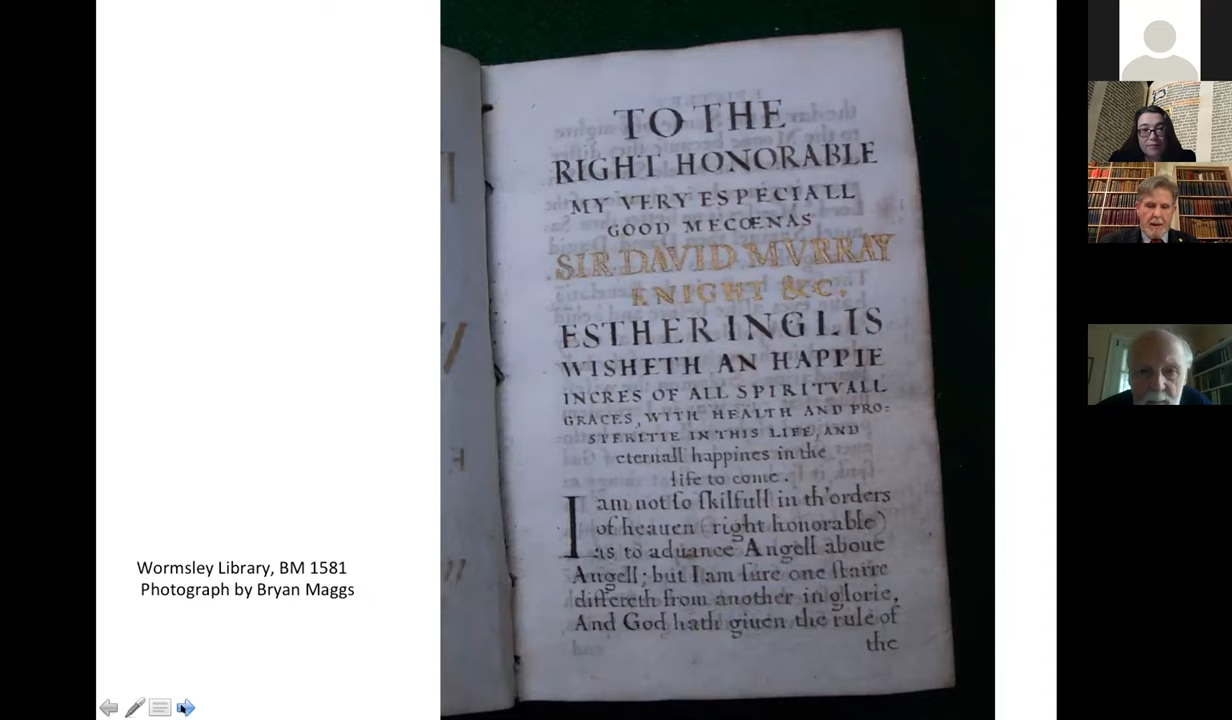 TO THE
RIGHT HONORABLE
MY VERY ESPECIALL
GOOD MECŒNAS
SIR DAVID MVRRAY
KNIGHT &C.
ESTHER INGLIS
WISHETH AN HAPPIE
INCRES OF ALL SPIRITVALL
GRACES, WITH HEALTH AND PRO:
SPERITIE IN THIS LIFE, AND
eternall happines in the
life to come.
I am not ſo ſkilfull in th'orders
of heauen (right honorable)
as to aduance Angell aboue
Angell; but I am ſure one ſtarre
differeth from another in glorie,
And God hath giuen the rule of
the
Wormsley Library, BM 1581
Photograph by Bryan Maggs